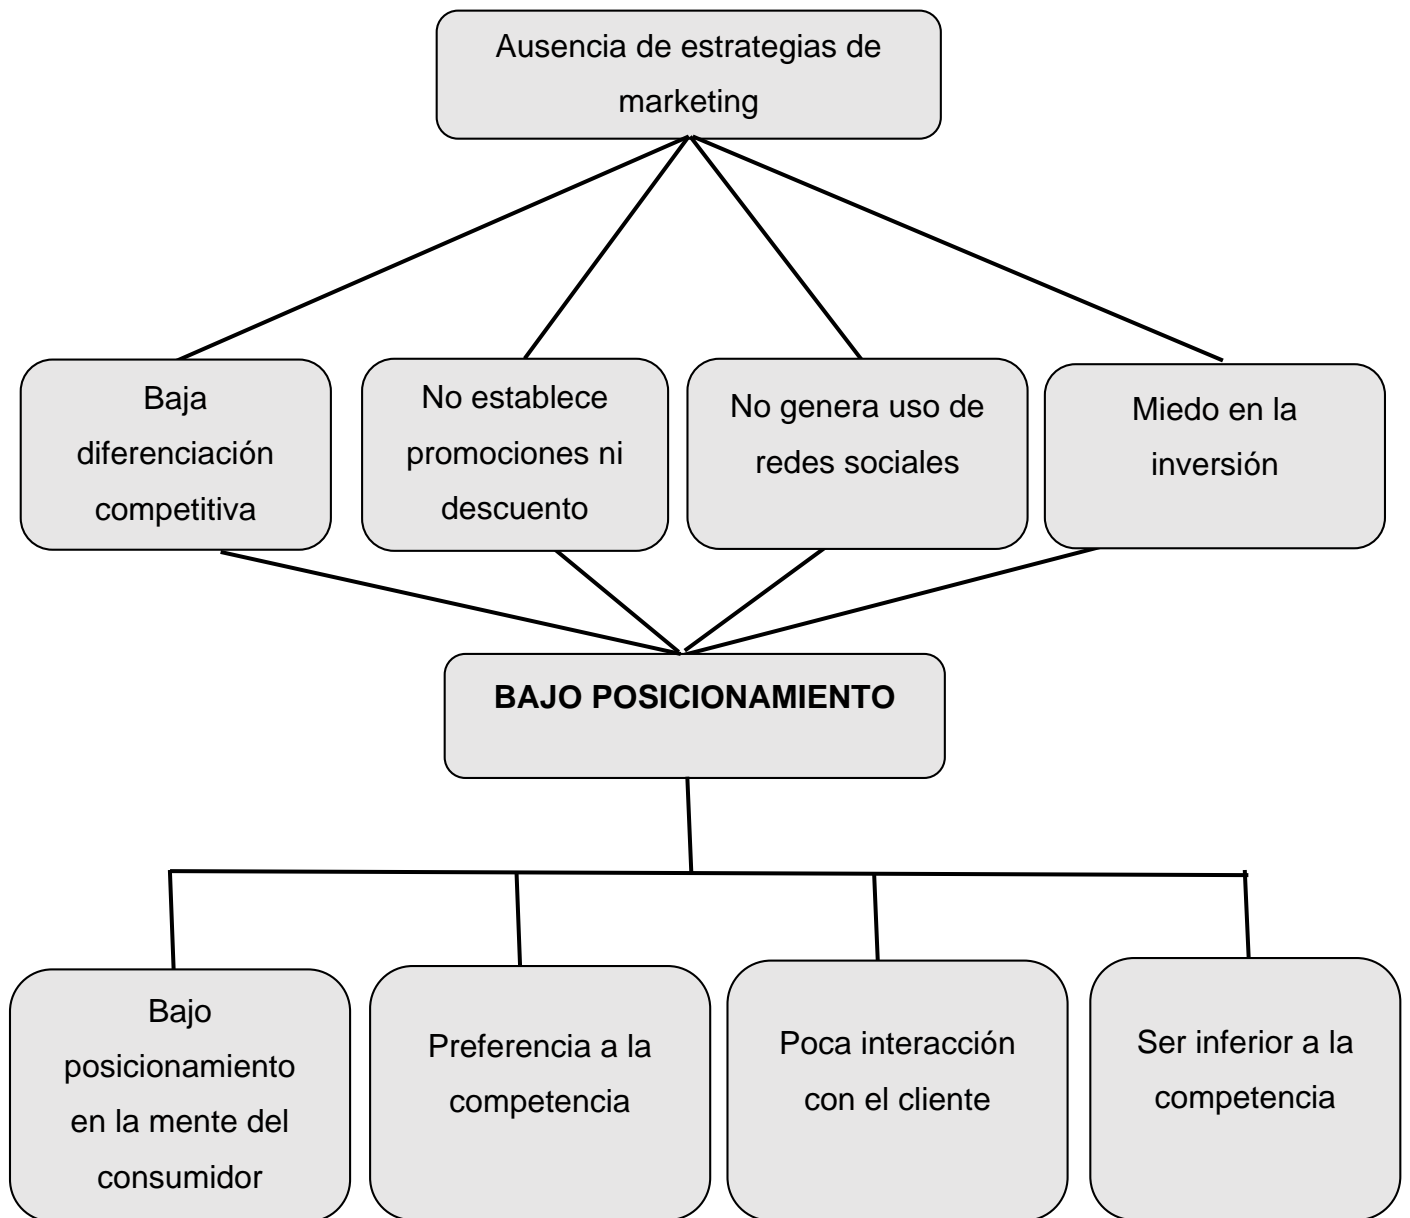 Ausencia de estrategias de
marketing
Baja
diferenciación
competitiva
No establece
promociones ni
descuento
No genera uso de
redes sociales
Miedo en la
inversión
BAJO POSICIONAMIENTO
Bajo
posicionamiento
en la mente del
consumidor
Preferencia a la
competencia
Poca interacción
con el cliente
Ser inferior a la
competencia